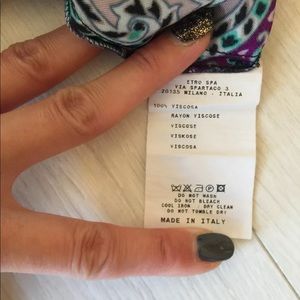 ETRO SPA
VIA SPARTACO 3
20135 MILANO - ITALIA
100% VISCOSA
RAYON VISCOSE
VISCOSE
VISKOSE
VISCOSA
DO NOT WASH
DO NOT BLEACH
COOL IRON DRY CLEAN
DO NOT TUMBLE DRY
MADE IN ITALY